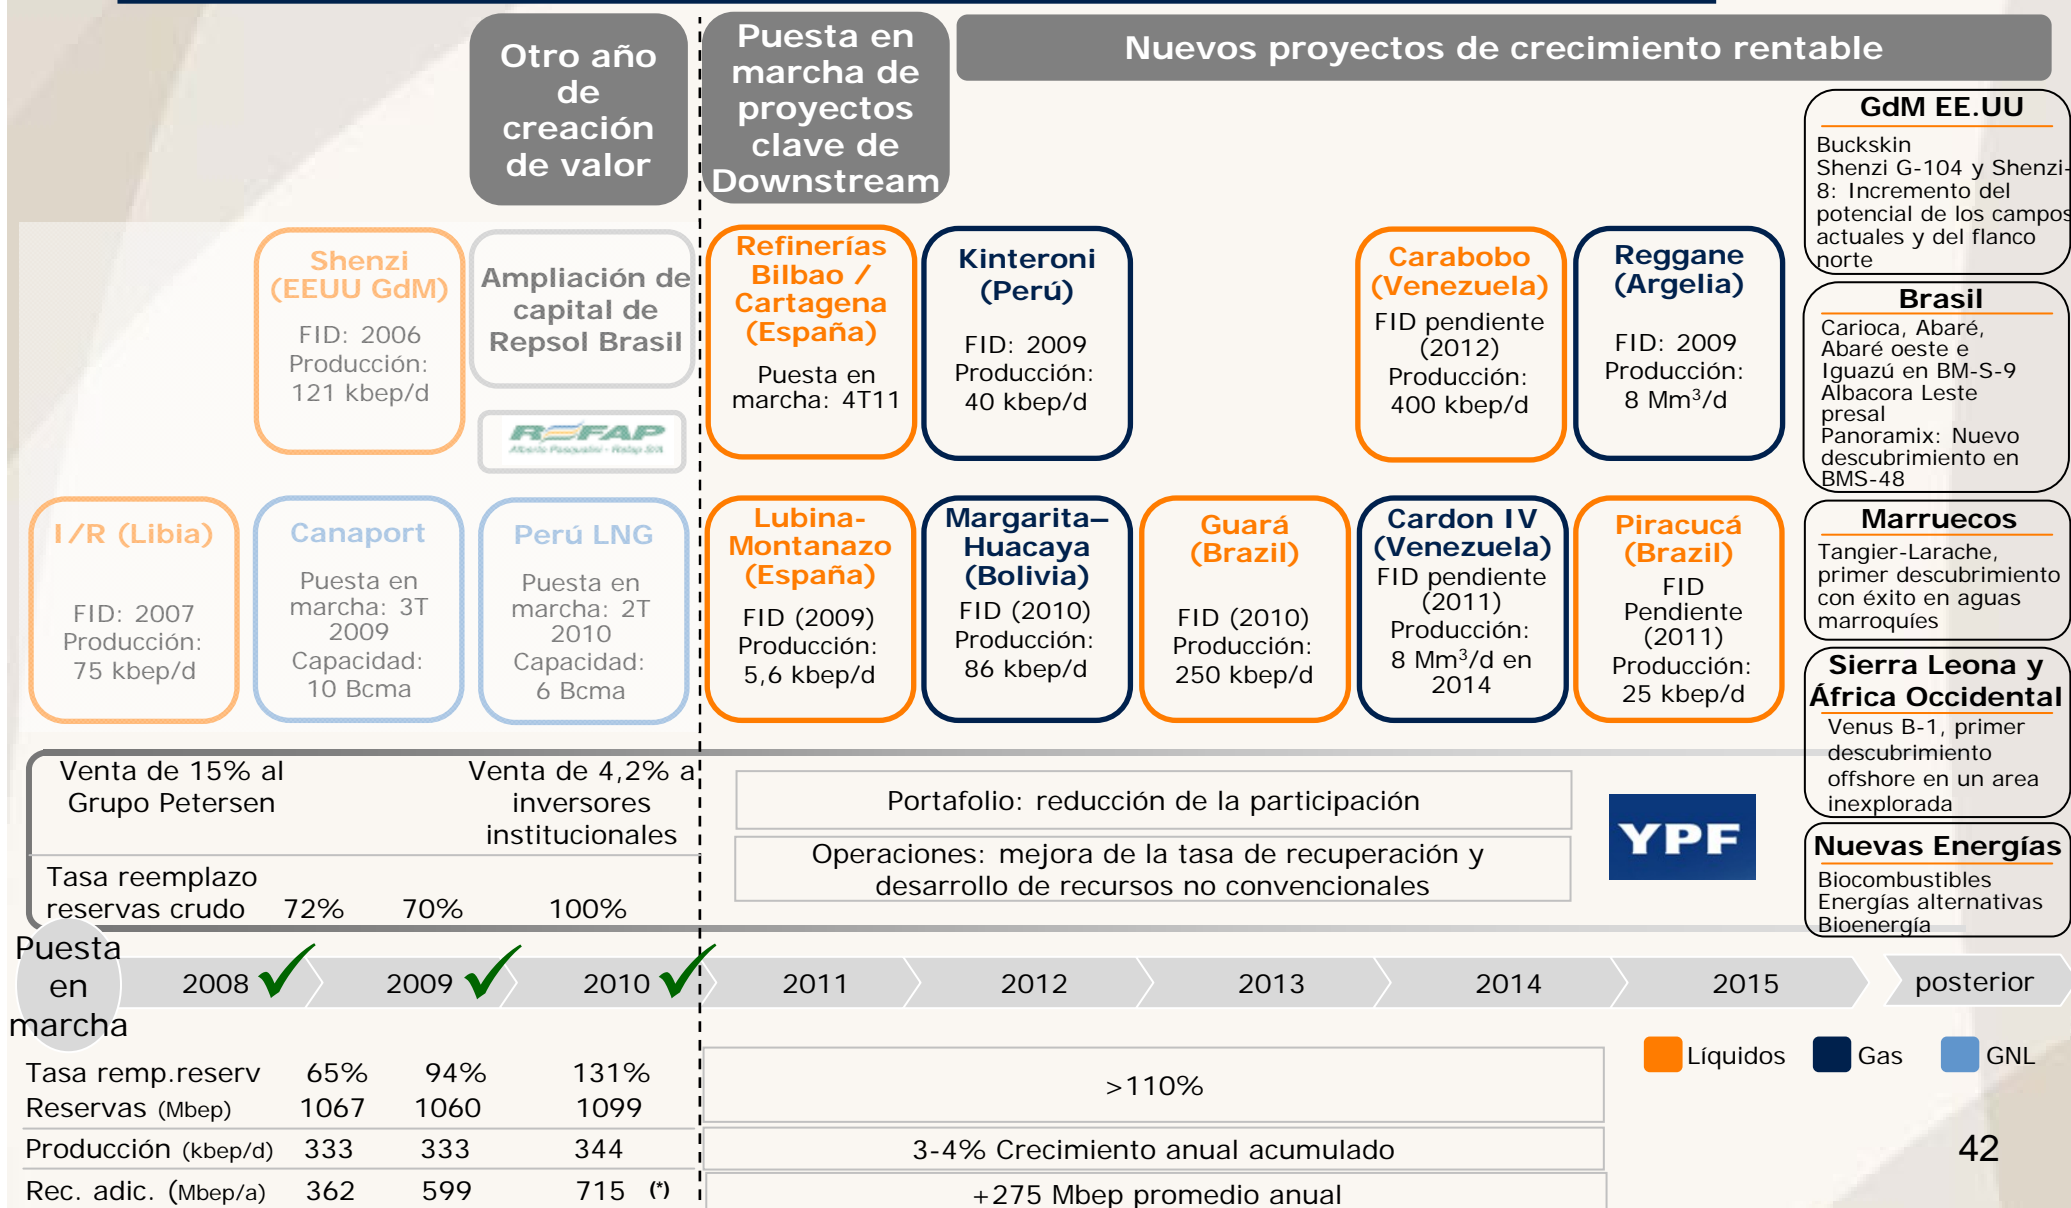 Otro año
de
creación
de valor
Puesta en
marcha de
proyectos
clave de
Downstream
Nuevos proyectos de crecimiento rentable
GdM EE.UU
Buckskin
Shenzi G-104 y Shenzi-
8: Incremento del
potencial de los campos
actuales y del flanco
norte
Shenzi
(EEUU GdM)
FID: 2006
Producción:
121 kbep/d
Ampliación de
capital de
Repsol Brasil
REFAP
Alberto Pasqualini - Refap S/A
Refinerías
Bilbao /
Cartagena
(España)
Puesta en
marcha: 4T11
Kinteroni
(Perú)
FID: 2009
Producción:
40 kbep/d
Carabobo
(Venezuela)
FID pendiente
(2012)
Producción:
400 kbep/d
Reggane
(Argelia)
FID: 2009
Producción:
8 Mm³/d
Brasil
Carioca, Abaré,
Abaré oeste e
Iguazú en BM-S-9
Albacora Leste
presal
Panoramix: Nuevo
descubrimiento en
BMS-48
I/R (Libia)
FID: 2007
Producción:
75 kbep/d
Canaport
Puesta en
marcha: 3T
2009
Capacidad:
10 Bcma
Perú LNG
Puesta en
marcha: 2T
2010
Capacidad:
6 Bcma
Lubina-
Montanazo
(España)
FID (2009)
Producción:
5,6 kbep/d
Margarita–
Huacaya
(Bolivia)
FID (2010)
Producción:
86 kbep/d
Guará
(Brazil)
FID (2010)
Producción:
250 kbep/d
Cardon IV
(Venezuela)
FID pendiente
(2011)
Producción:
8 Mm³/d en
2014
Piracucá
(Brazil)
FID
Pendiente
(2011)
Producción:
25 kbep/d
Marruecos
Tangier-Larache,
primer descubrimiento
con éxito en aguas
marroquíes
Sierra Leona y
África Occidental
Venus B-1, primer
descubrimiento
offshore en un area
inexplorada
Nuevas Energías
Biocombustibles
Energías alternativas
Bioenergía
Venta de 15% al
Grupo Petersen
Venta de 4,2% a
inversores
institucionales
Tasa reemplazo
reservas crudo 72% 70% 100%
Portafolio: reducción de la participación
Operaciones: mejora de la tasa de recuperación y
desarrollo de recursos no convencionales
YPF
Puesta
en
marcha
2008 2009 2010 2011 2012 2013 2014 2015 posterior
Líquidos Gas GNL
Tasa remp.reserv 65% 94% 131%
Reservas (Mbep) 1067 1060 1099
>110%
Producción (kbep/d) 333 333 344
3-4% Crecimiento anual acumulado
Rec. adic. (Mbep/a) 362 599 715 (*)
+275 Mbep promedio anual
42